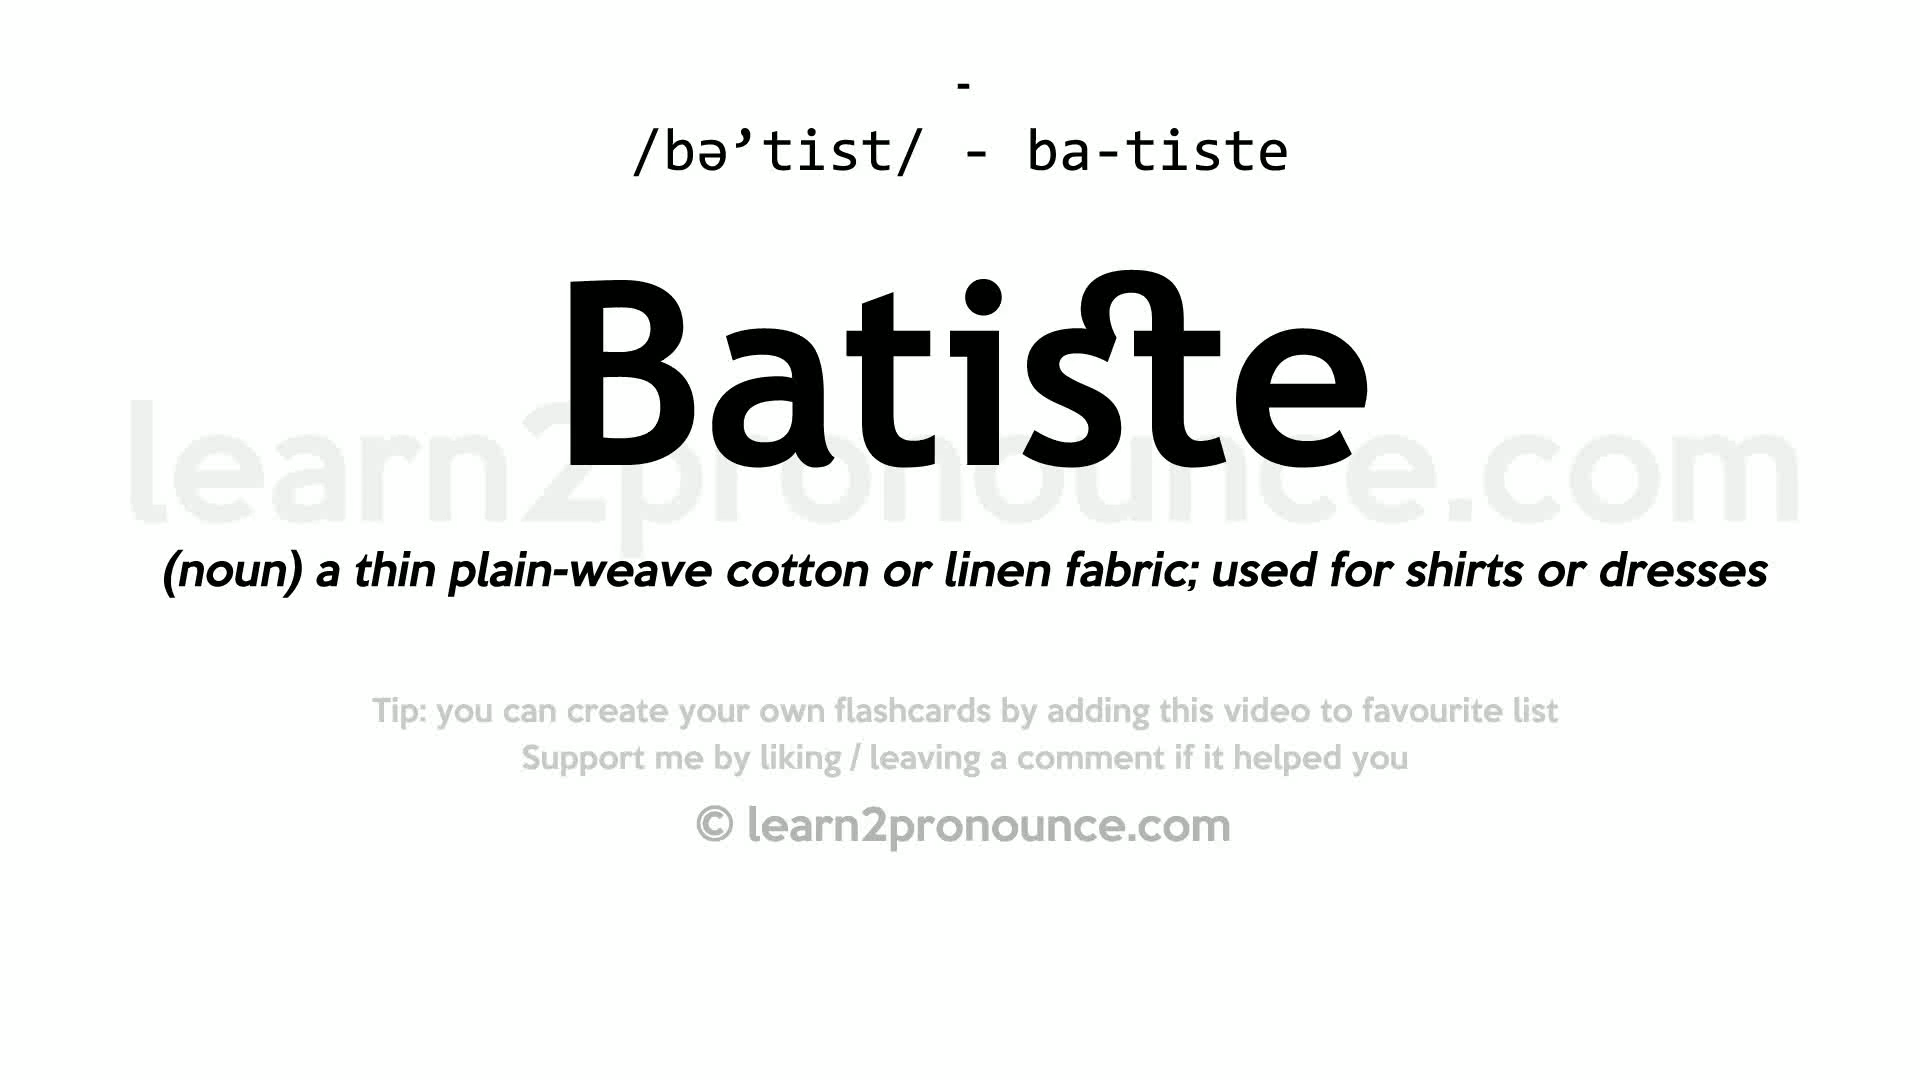 -
/bə’tist/ - ba-tiste
Batiste
learn2pronounce.com
(noun) a thin plain-weave cotton or linen fabric; used for shirts or dresses
Tip: you can create your own flashcards by adding this video to favourite list
Support me by liking / leaving a comment if it helped you
© learn2pronounce.com